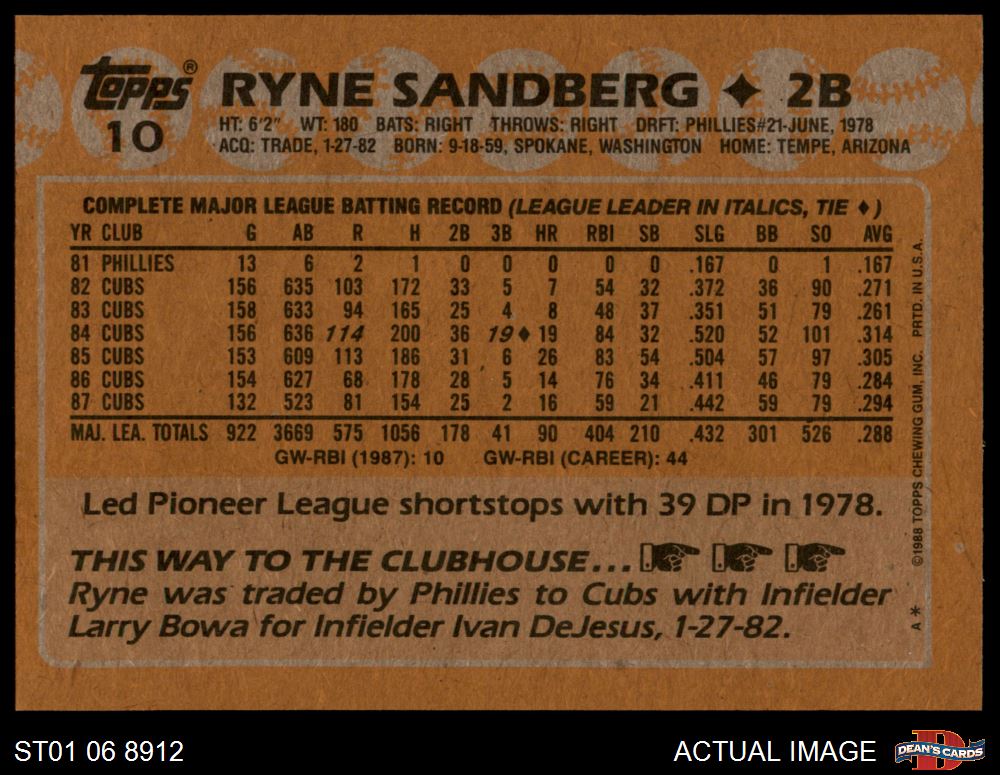 Topps® RYNE SANDBERG ✦ 2B
10
HT: 6'2" WT: 180 BATS: RIGHT THROWS: RIGHT DRFT: PHILLIES#21-JUNE, 1978
ACQ: TRADE, 1-27-82 BORN: 9-18-59, SPOKANE, WASHINGTON HOME: TEMPE, ARIZONA
COMPLETE MAJOR LEAGUE BATTING RECORD (LEAGUE LEADER IN ITALICS, TIE ♦)
YR CLUB G AB R H 2B 3B HR RBI SB SLG BB SO AVG
81 PHILLIES 13 6 2 1 0 0 0 0 0 .167 0 1 .167
82 CUBS 156 635 103 172 33 5 7 54 32 .372 36 90 .271
83 CUBS 158 633 94 165 25 4 8 48 37 .351 51 79 .261
84 CUBS 156 636 114 200 36 19♦ 19 84 32 .520 52 101 .314
85 CUBS 153 609 113 186 31 6 26 83 54 .504 57 97 .305
86 CUBS 154 627 68 178 28 5 14 76 34 .411 46 79 .284
87 CUBS 132 523 81 154 25 2 16 59 21 .442 59 79 .294
MAJ. LEA. TOTALS 922 3669 575 1056 178 41 90 404 210 .432 301 526 .288
GW-RBI (1987): 10 GW-RBI (CAREER): 44
Led Pioneer League shortstops with 39 DP in 1978.
THIS WAY TO THE CLUBHOUSE...
Ryne was traded by Phillies to Cubs with Infielder
Larry Bowa for Infielder Ivan DeJesus, 1-27-82.
A* ©1988 TOPPS CHEWING GUM, INC. PRTD. IN U.S.A.
ST01 06 8912
ACTUAL IMAGE
D
DEAN'S CARDS